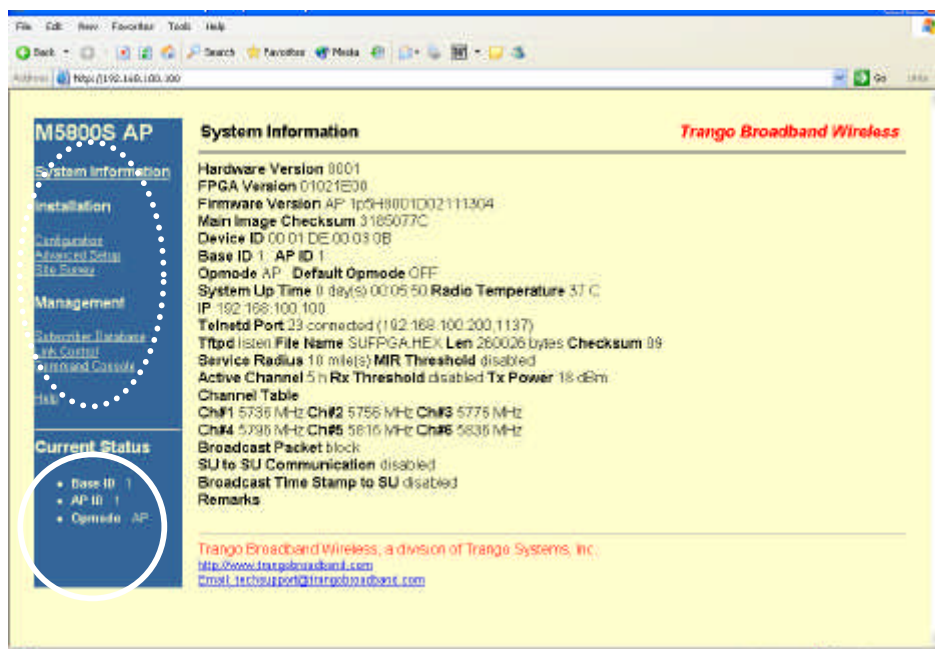 File Edit View Favorites Tools Help
Back Search Favorites Media
Address http://192.168.100.100 Go Links
M5800S AP
System Information
Installation
Configuration
Advanced Setup
Site Survey
Management
Subscriber Database
Link Control
Command Console
Help
Current Status
Base ID 1
AP ID 1
Opmode AP
System Information
Trango Broadband Wireless
Hardware Version 8001
FPGA Version 01021E00
Firmware Version AP 1p5H8001D02111304
Main Image Checksum 3185077C
Device ID 00 01 DE 00 03 0B
Base ID 1 AP ID 1
Opmode AP Default Opmode OFF
System Up Time 0 day(s) 00:05:50 Radio Temperature 37 C
IP 192.168.100.100
Telnetd Port 23 connected (192.168.100.200,1137)
Tftpd listen File Name SUFPGA.HEX Len 260026 bytes Checksum 89
Service Radius 10 mile(s) MIR Threshold disabled
Active Channel 5 h Rx Threshold disabled Tx Power 18 dBm
Channel Table
Ch#1 5736 MHz Ch#2 5756 MHz Ch#3 5776 MHz
Ch#4 5796 MHz Ch#5 5816 MHz Ch#6 5836 MHz
Broadcast Packet block
SU to SU Communication disabled
Broadcast Time Stamp to SU disabled
Remarks
Trango Broadband Wireless, a division of Trango Systems, Inc.
http://www.trangobroadband.com
Email: techsupport@trangobroadband.com